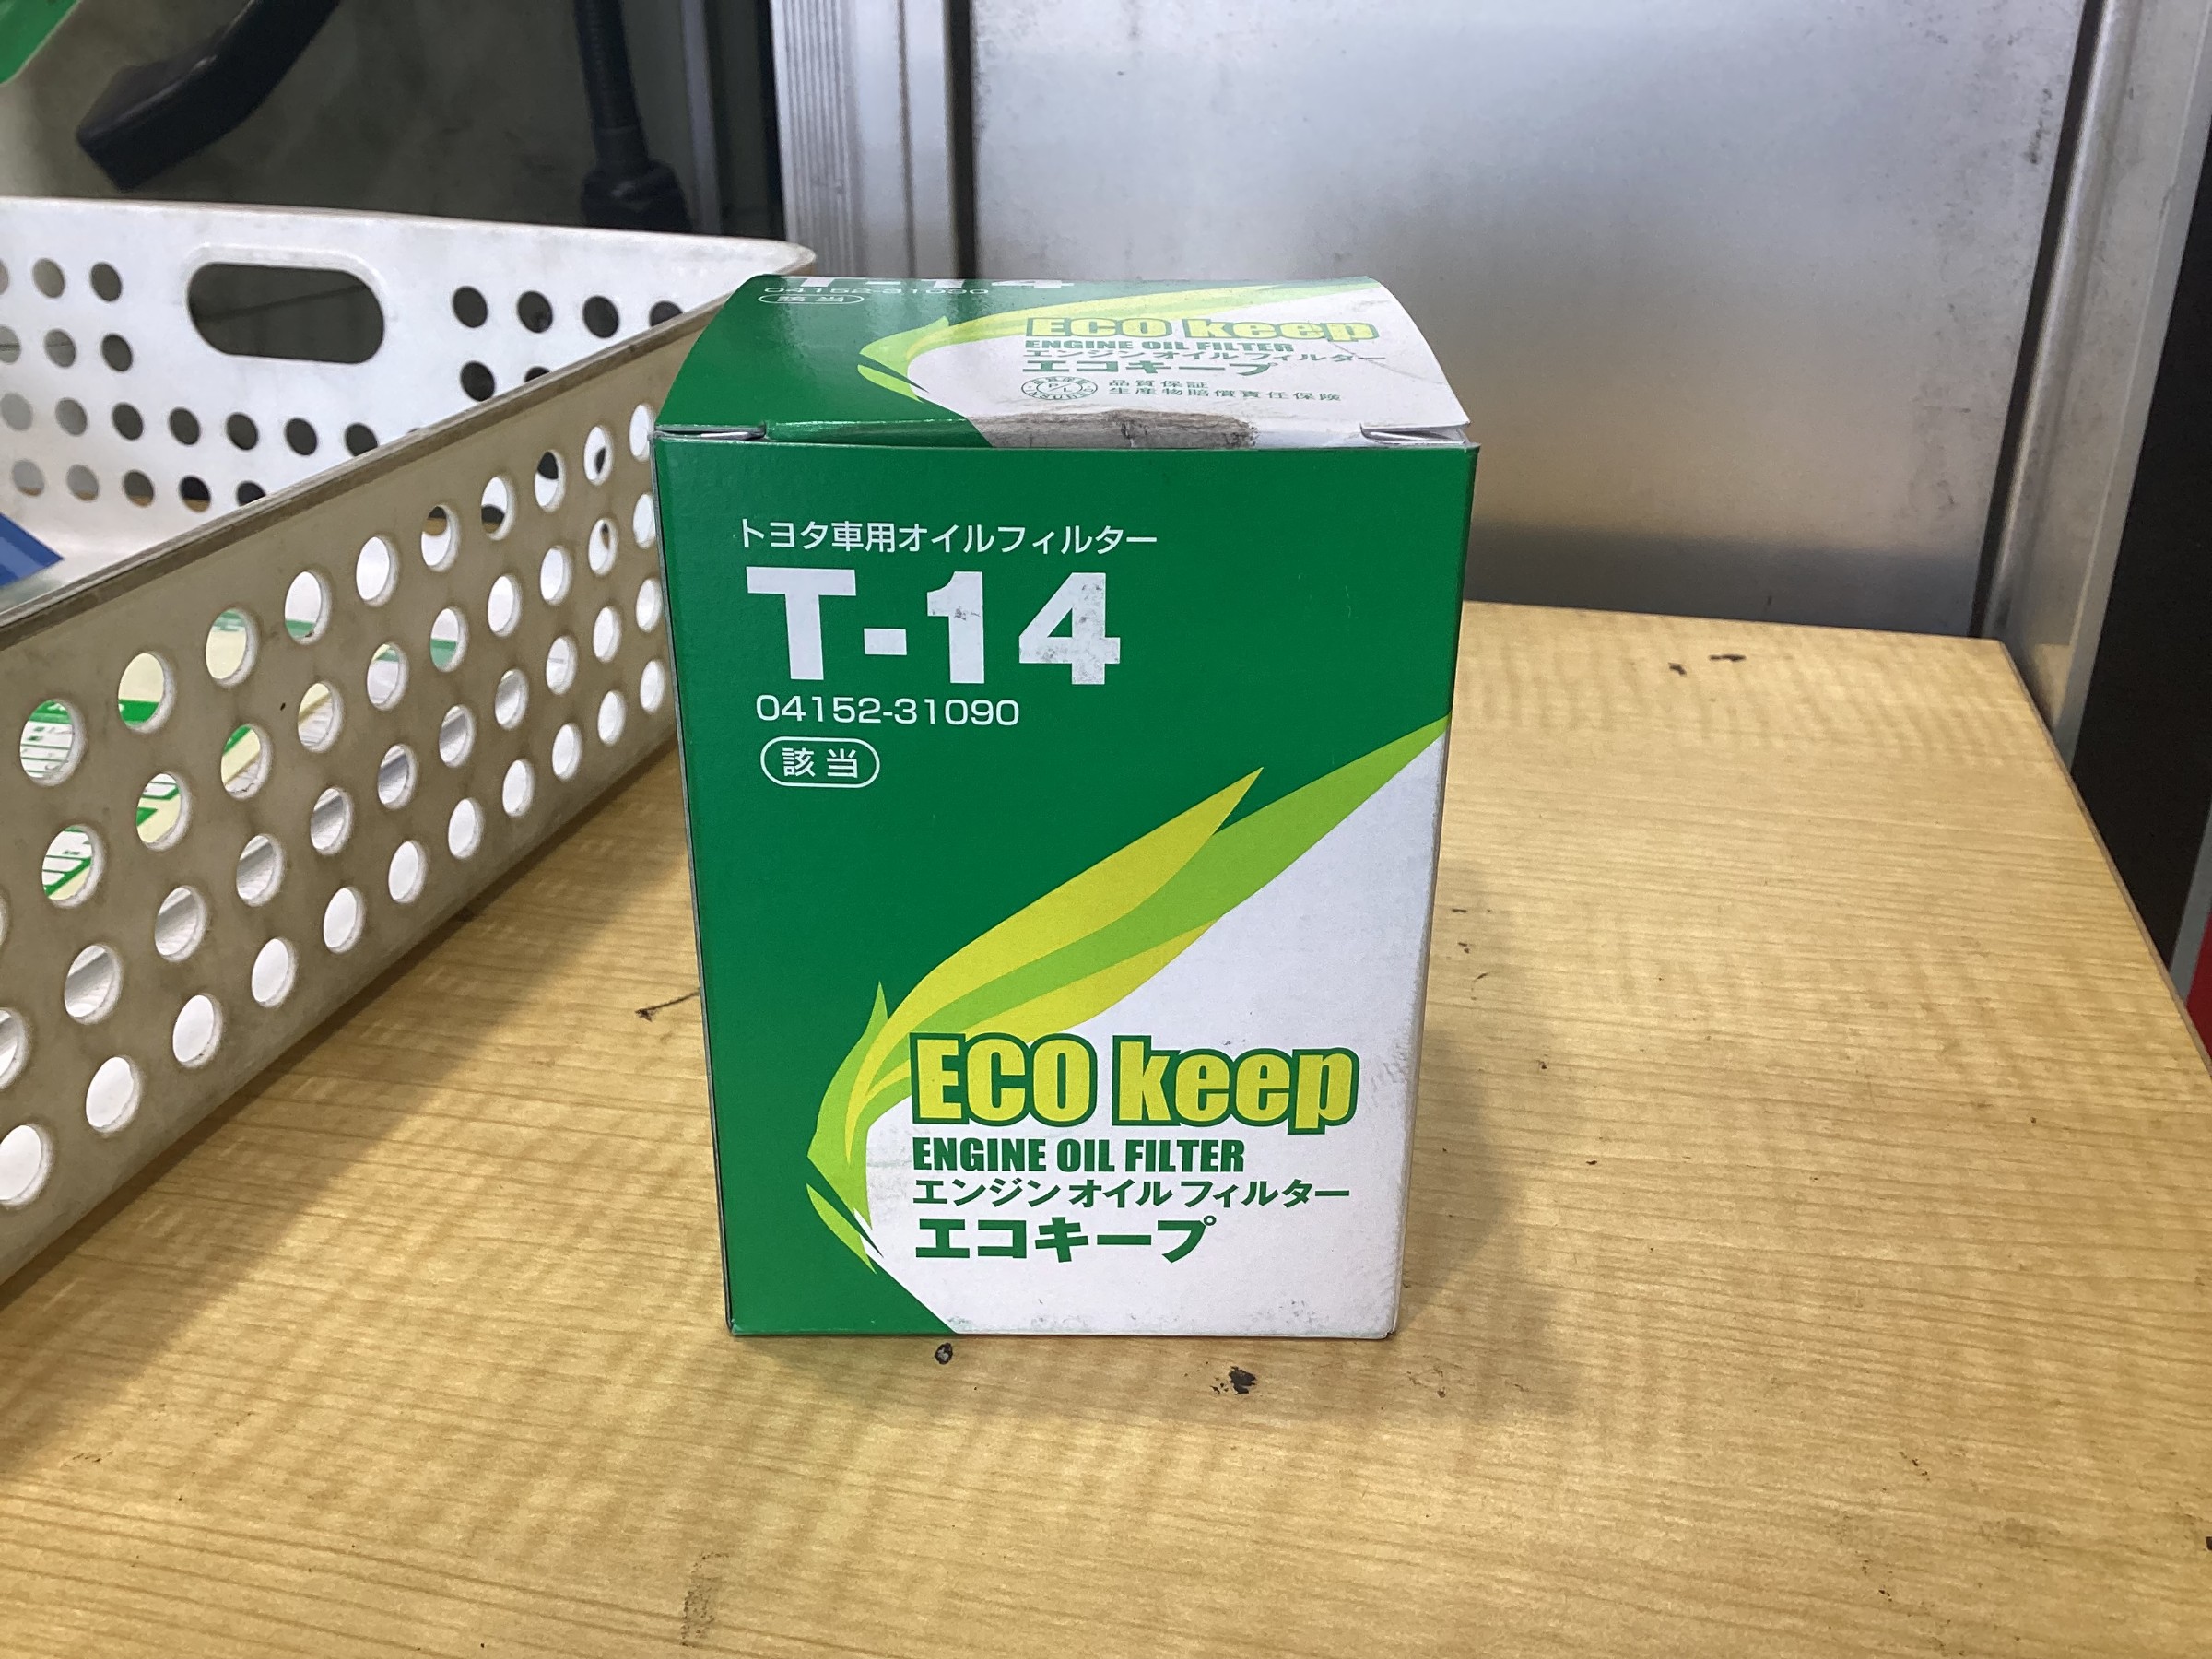 T-14
04152-31090
該当
ECO keep
ENGINE OIL FILTER
エンジンオイルフィルター
エコキープ
品質保証
生産物賠償責任保険
トヨタ車用オイルフィルター
T-14
04152-31090
該当
ECO keep
ENGINE OIL FILTER
エンジンオイルフィルター
エコキープ